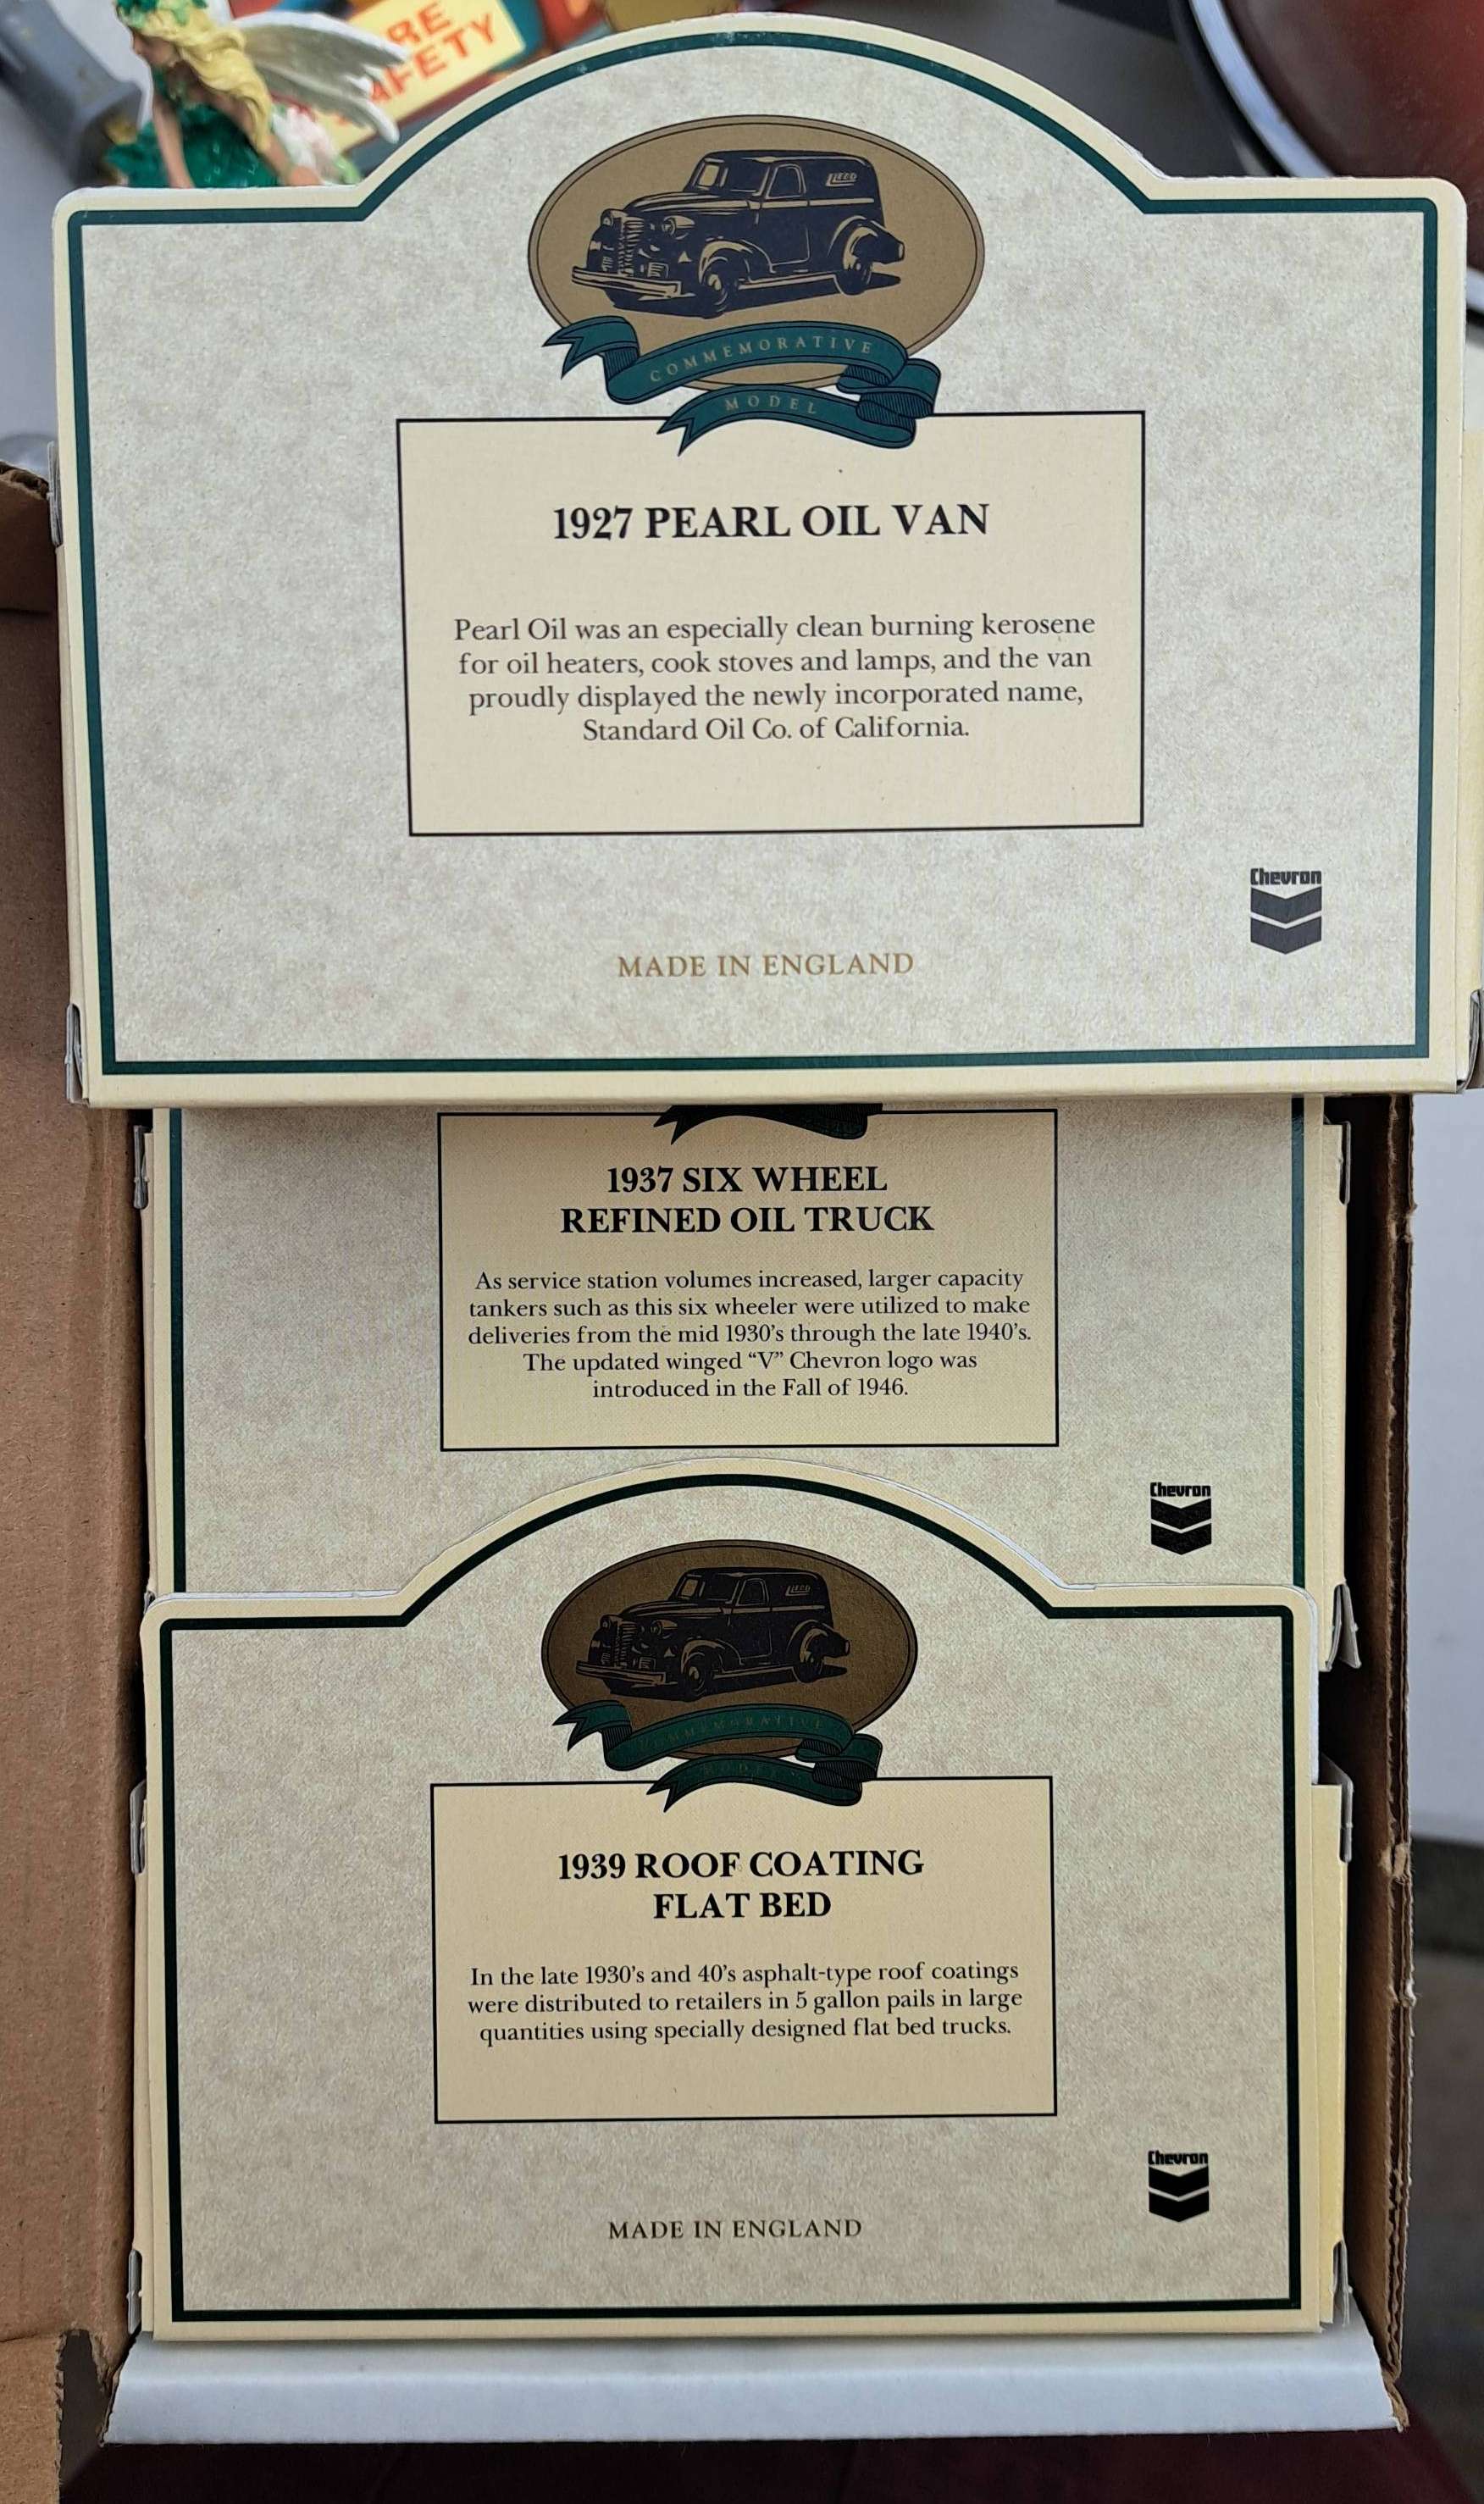 RE
AFETY
LLEDO
COMMEMORATIVE
MODEL
1927 PEARL OIL VAN
Pearl Oil was an especially clean burning kerosene
for oil heaters, cook stoves and lamps, and the van
proudly displayed the newly incorporated name,
Standard Oil Co. of California.
Chevron
MADE IN ENGLAND
1937 SIX WHEEL
REFINED OIL TRUCK
As service station volumes increased, larger capacity
tankers such as this six wheeler were utilized to make
deliveries from the mid 1930's through the late 1940's.
The updated winged “V” Chevron logo was
introduced in the Fall of 1946.
Chevron
LLEDO
COMMEMORATIVE
MODEL
1939 ROOF COATING
FLAT BED
In the late 1930's and 40's asphalt-type roof coatings
were distributed to retailers in 5 gallon pails in large
quantities using specially designed flat bed trucks.
Chevron
MADE IN ENGLAND